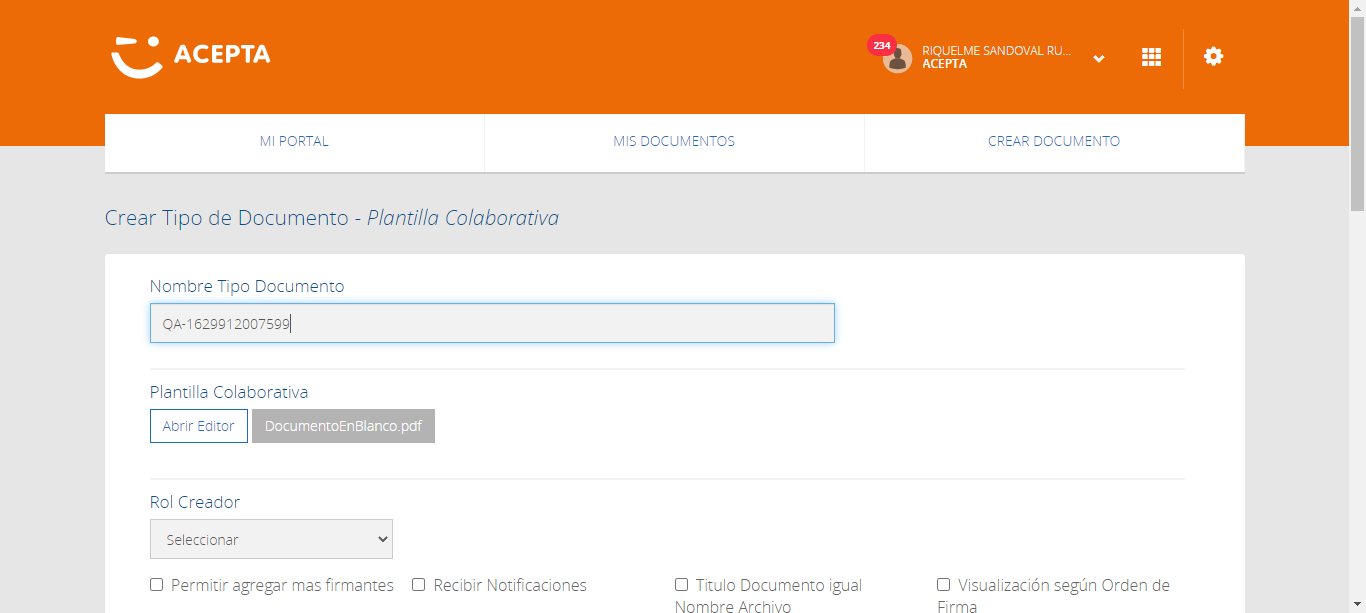 ACEPTA
234
RIQUELME SANDOVAL RU...
ACEPTA
MI PORTAL
MIS DOCUMENTOS
CREAR DOCUMENTO
Crear Tipo de Documento - Plantilla Colaborativa
Nombre Tipo Documento
QA-1629912007599
Plantilla Colaborativa
Abrir Editor
DocumentoEnBlanco.pdf
Rol Creador
Seleccionar
Permitir agregar mas firmantes
Recibir Notificaciones
Titulo Documento igual
Nombre Archivo
Visualización según Orden de
Firma